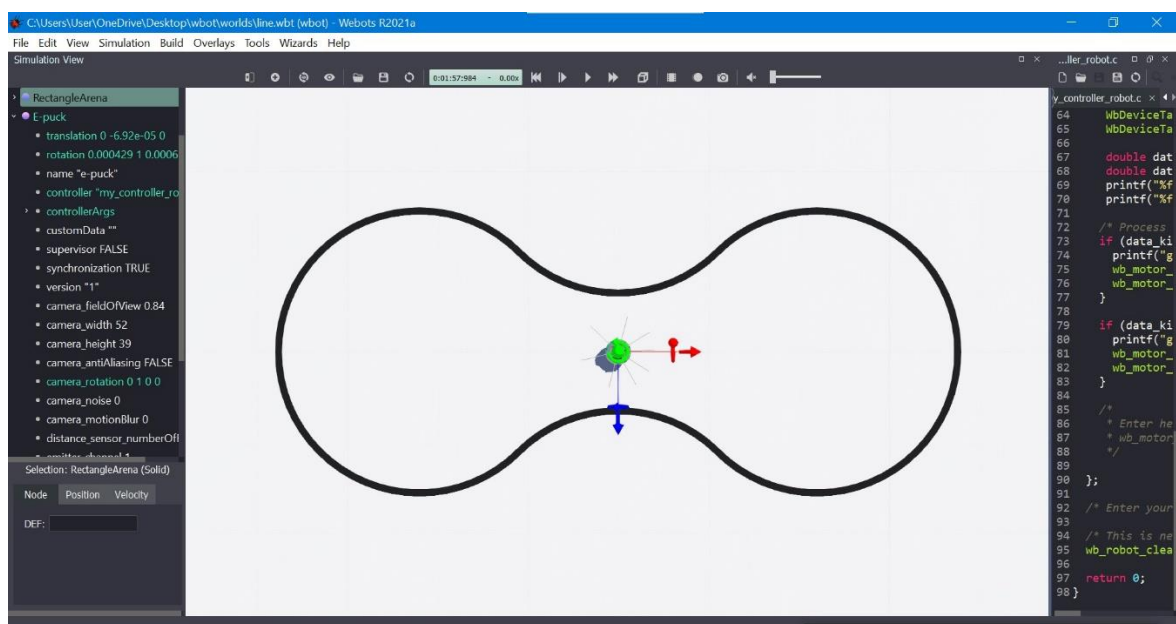 C:\Users\User\OneDrive\Desktop\wbot\worlds\line.wbt (wbot) - Webots R2021a
File Edit View Simulation Build Overlays Tools Wizards Help
Simulation View
0:01:57:984 - 0.00x
RectangleArena
E-puck
translation 0 -6.92e-05 0
rotation 0.000429 1 0.0006
name "e-puck"
controller "my_controller_ro
controllerArgs
customData ""
supervisor FALSE
synchronization TRUE
version "1"
camera_fieldOfView 0.84
camera_width 52
camera_height 39
camera_antiAliasing FALSE
camera_rotation 0 1 0 0
camera_noise 0
camera_motionBlur 0
distance_sensor_numberOf
emitter_channel 1
Selection: RectangleArena (Solid)
Node Position Velocity
DEF:
...ller_robot.c
y_controller_robot.c
64 WbDeviceTa
65 WbDeviceTa
66
67 double dat
68 double dat
69 printf("%f
70 printf("%f
71
72 /* Process
73 if (data_ki
74 printf("g
75 wb_motor_
76 wb_motor_
77 }
78
79 if (data_ki
80 printf("g
81 wb_motor_
82 wb_motor_
83 }
84
85 /*
86 * Enter he
87 * wb_motor
88 */
89
90 };
91
92 /* Enter your
93
94 /* This is ne
95 wb_robot_clea
96
97 return 0;
98 }